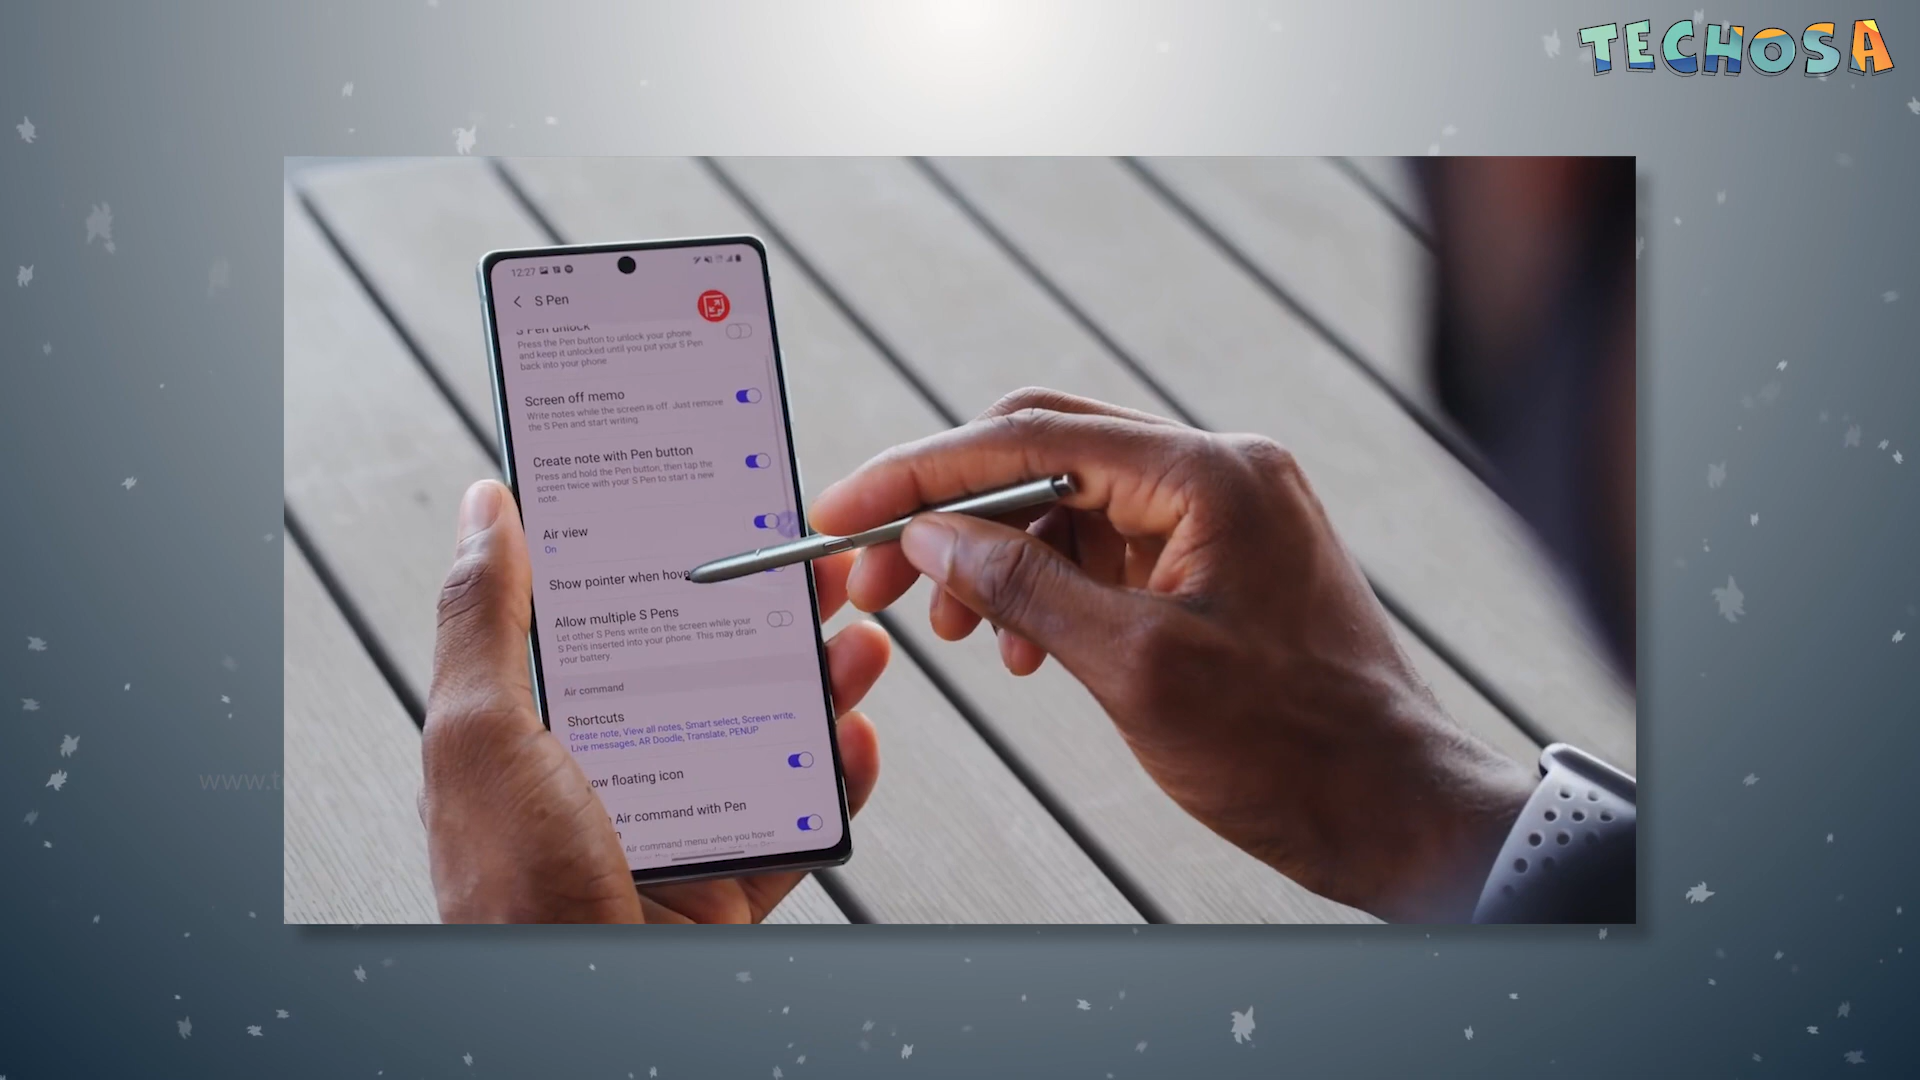 TECHOSA
12:27
S Pen
S Pen unlock
Press the Pen button to unlock your phone
and keep it unlocked until you put your S Pen
back into your phone
Screen off memo
Write notes while the screen is off. Just remove
the S Pen and start writing.
Create note with Pen button
Press and hold the Pen button, then tap the
screen twice with your S Pen to start a new
note.
Air view
On
Show pointer when hove
Allow multiple S Pens
Let other S Pens write on the screen while your
S Pen's inserted into your phone. This may drain
your battery.
Air command
Shortcuts
Create note, View all notes, Smart select, Screen write,
Live messages, AR Doodle, Translate, PENUP
ow floating icon
Air command with Pen
n
Air command menu when you hover
www.t